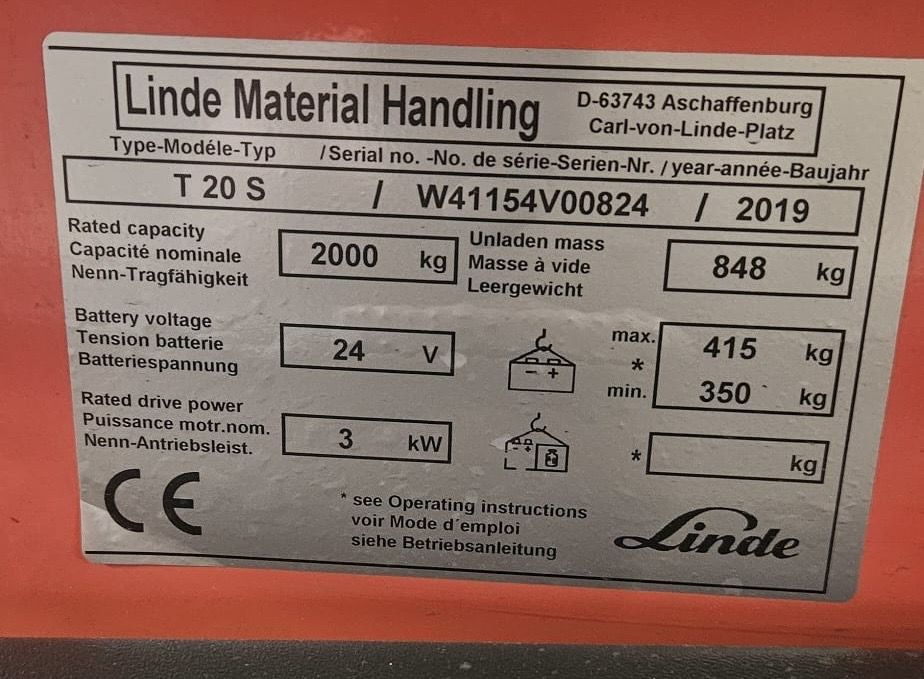 Linde Material Handling
D-63743 Aschaffenburg
Carl-von-Linde-Platz
Type-Modéle-Typ / Serial no. -No. de série-Serien-Nr. / year-année-Baujahr
T 20 S / W41154V00824 / 2019
Rated capacity
Capacité nominale
Nenn-Tragfähigkeit
2000 kg
Unladen mass
Masse à vide
Leergewicht
848 kg
Battery voltage
Tension batterie
Batteriespannung
24 V
- +
max. 415 kg
*
min. 350 kg
Rated drive power
Puissance motr.nom.
Nenn-Antriebsleist.
3 kW
- +
* kg
CE
* see Operating instructions
voir Mode d´emploi
siehe Betriebsanleitung
Linde